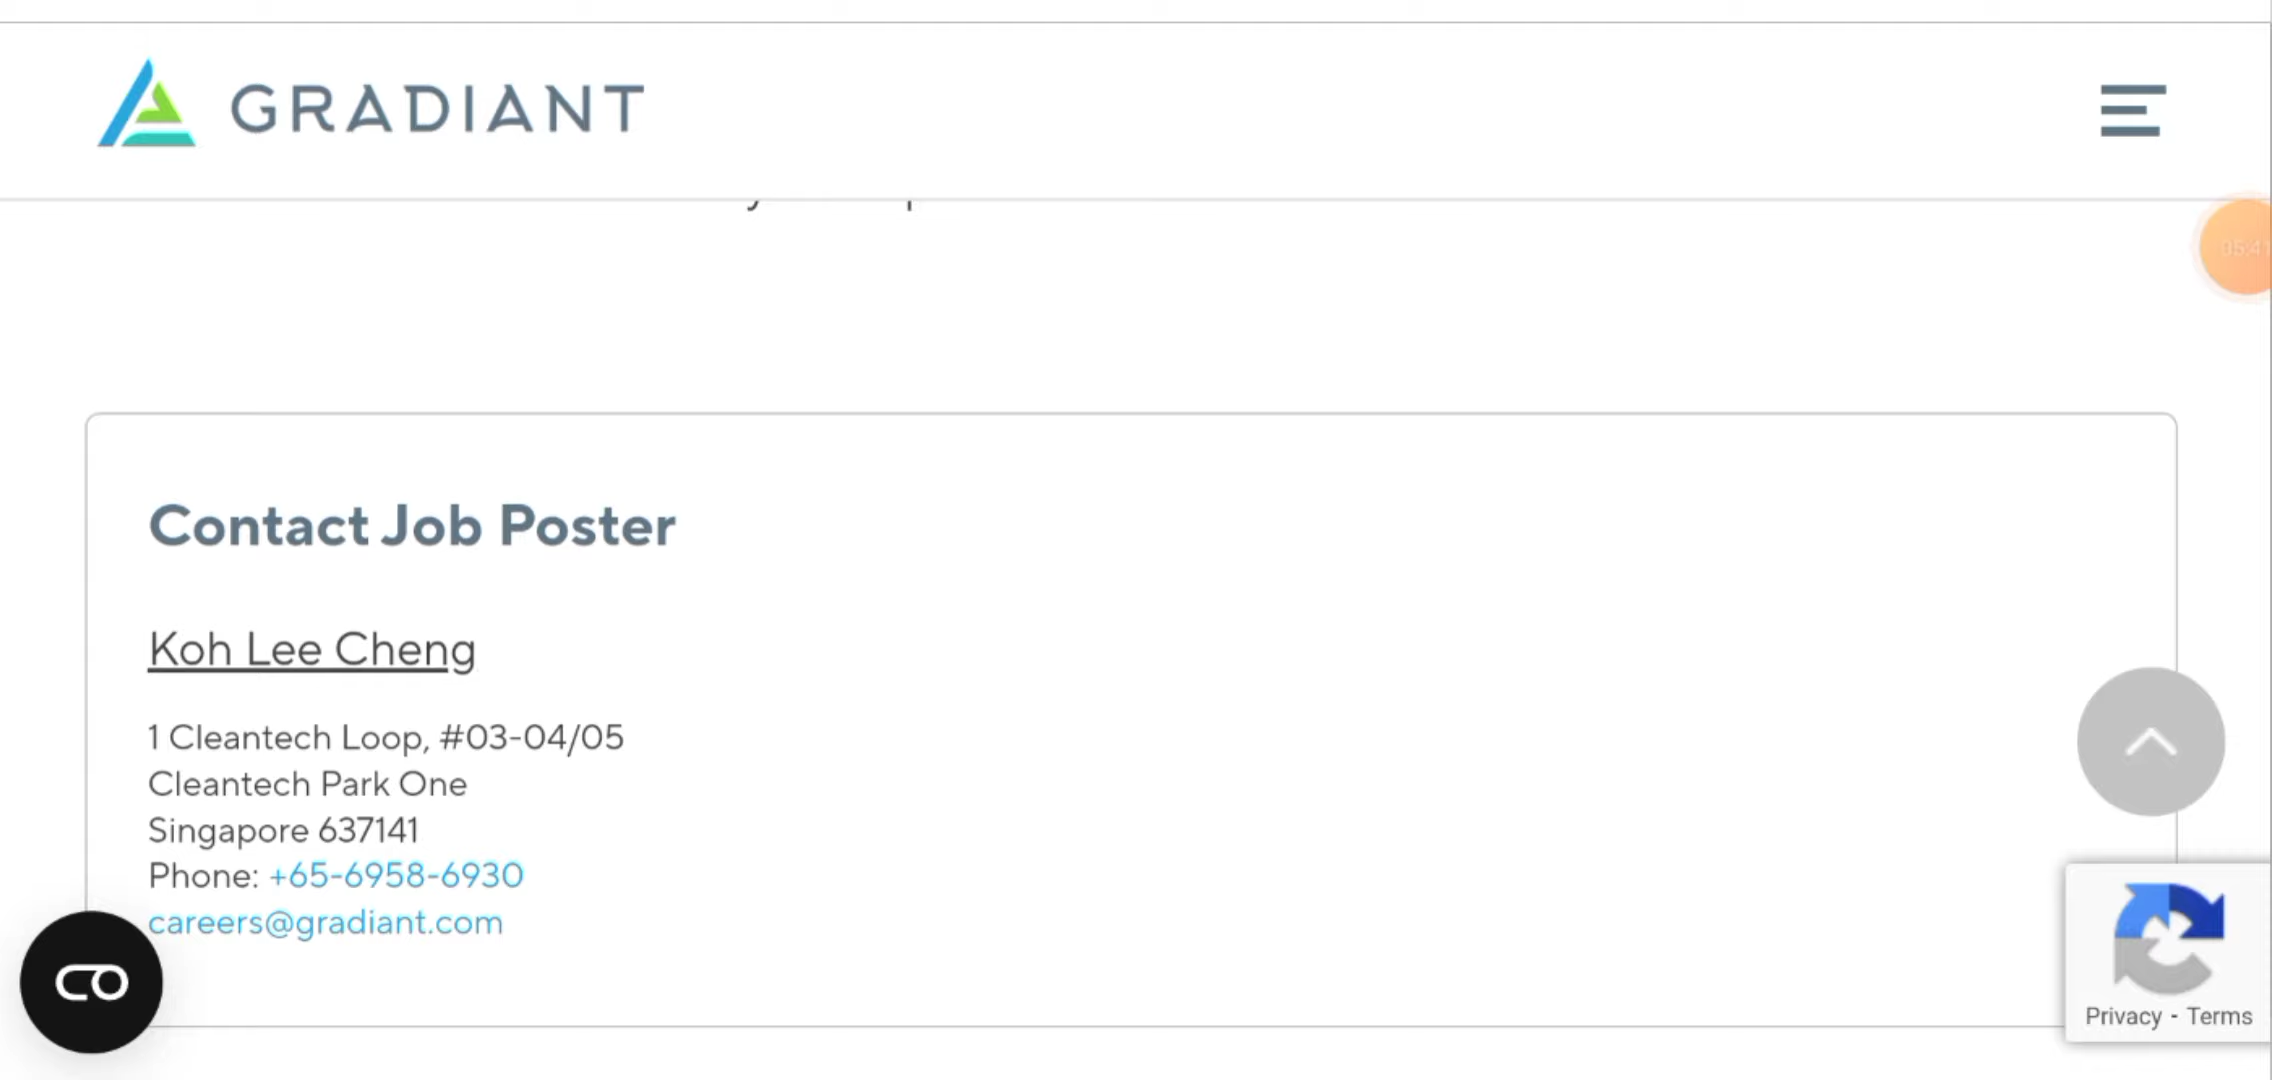 GRADIANT
Contact Job Poster
Koh Lee Cheng
1 Cleantech Loop, #03-04/05
Cleantech Park One
Singapore 637141
Phone: +65-6958-6930
careers@gradiant.com
Privacy - Terms